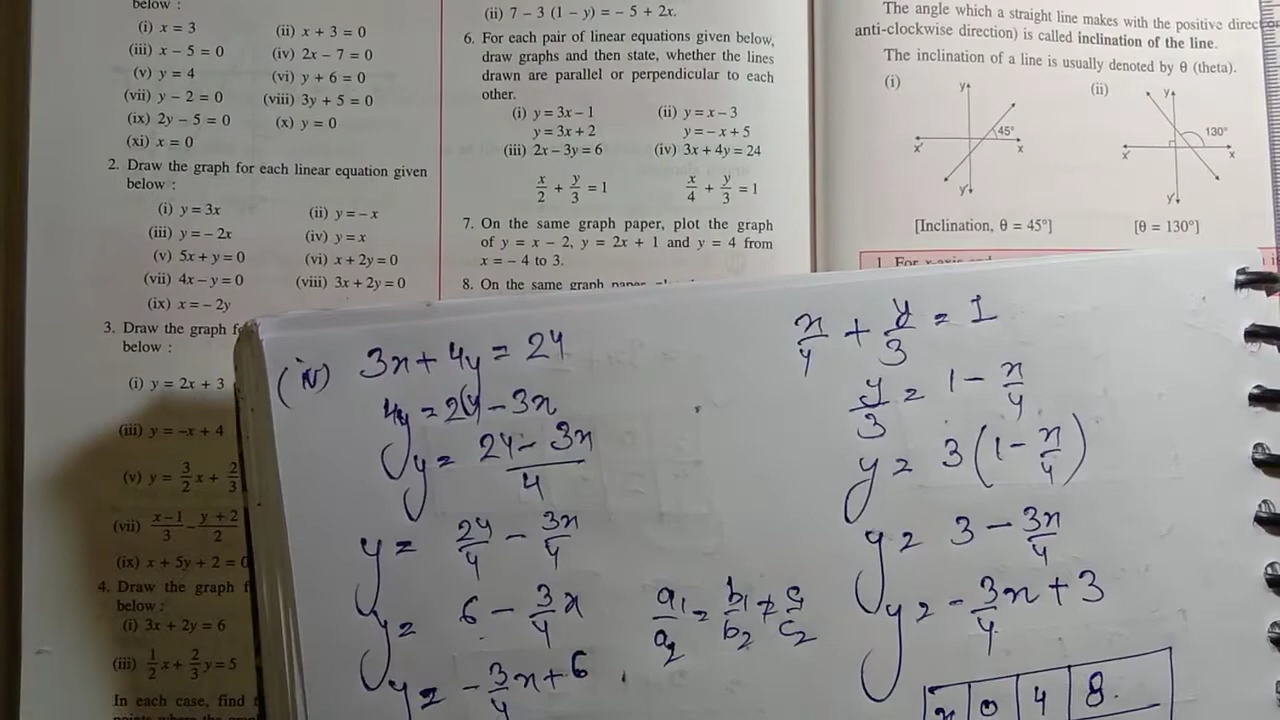 below :
(i) x = 3 (ii) x + 3 = 0
(iii) x − 5 = 0 (iv) 2x − 7 = 0
(v) y = 4 (vi) y + 6 = 0
(vii) y − 2 = 0 (viii) 3y + 5 = 0
(ix) 2y − 5 = 0 (x) y = 0
(xi) x = 0
2. Draw the graph for each linear equation given
below :
(i) y = 3x (ii) y = − x
(iii) y = − 2x (iv) y = x
(v) 5x + y = 0 (vi) x + 2y = 0
(vii) 4x − y = 0 (viii) 3x + 2y = 0
(ix) x = − 2y
3. Draw the graph
below :
(i) y = 2x + 3
(iii) y = −x + 4
(v) y = 3/2 x + 2/3
(vii) x−1/3 − y+2/2
(ix) x + 5y + 2 = 0
4. Draw the graph
below :
(i) 3x + 2y = 6
(iii) 1/2 x + 2/3 y = 5
In each case, find
points where the
(ii) 7 − 3 (1 − y) = − 5 + 2x.
6. For each pair of linear equations given below,
draw graphs and then state, whether the lines
drawn are parallel or perpendicular to each
other.
(i) y = 3x − 1 (ii) y = x − 3
y = 3x + 2 y = − x + 5
(iii) 2x − 3y = 6 (iv) 3x + 4y = 24
x/2 + y/3 = 1 x/4 + y/3 = 1
7. On the same graph paper, plot the graph
of y = x − 2, y = 2x + 1 and y = 4 from
x = − 4 to 3.
8. On the same graph paper
The angle which a straight line makes with the positive
anti-clockwise direction) is called inclination of the line.
The inclination of a line is usually denoted by θ (theta).
(i) (ii)
y y
45° 130°
x' x x' x
y' y'
[Inclination, θ = 45°] [θ = 130°]
1. For x-axis
(iv) 3x + 4y = 24
4y = 24 − 3x
y = 24 − 3x/4
y = 24/4 − 3x/4
y = 6 − 3/4 x
y = − 3/4 x + 6
a1/a2 = b1/b2 ≠ c1/c2
x/4 + y/3 = 1
y/3 = 1 − x/4
y = 3(1 − x/4)
y = 3 − 3x/4
y = − 3/4 x + 3
x 0 4 8